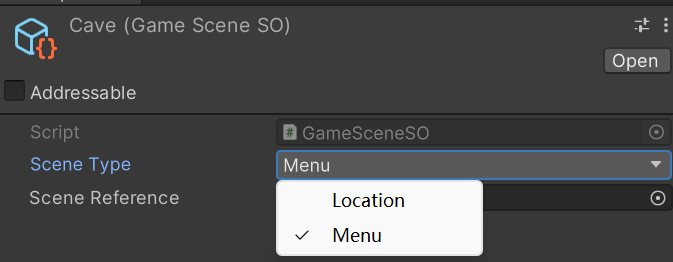 Cave (Game Scene SO)
Open
Addressable
Script
# GameSceneSO
Scene Type
Menu
Scene Reference
Location
Menu